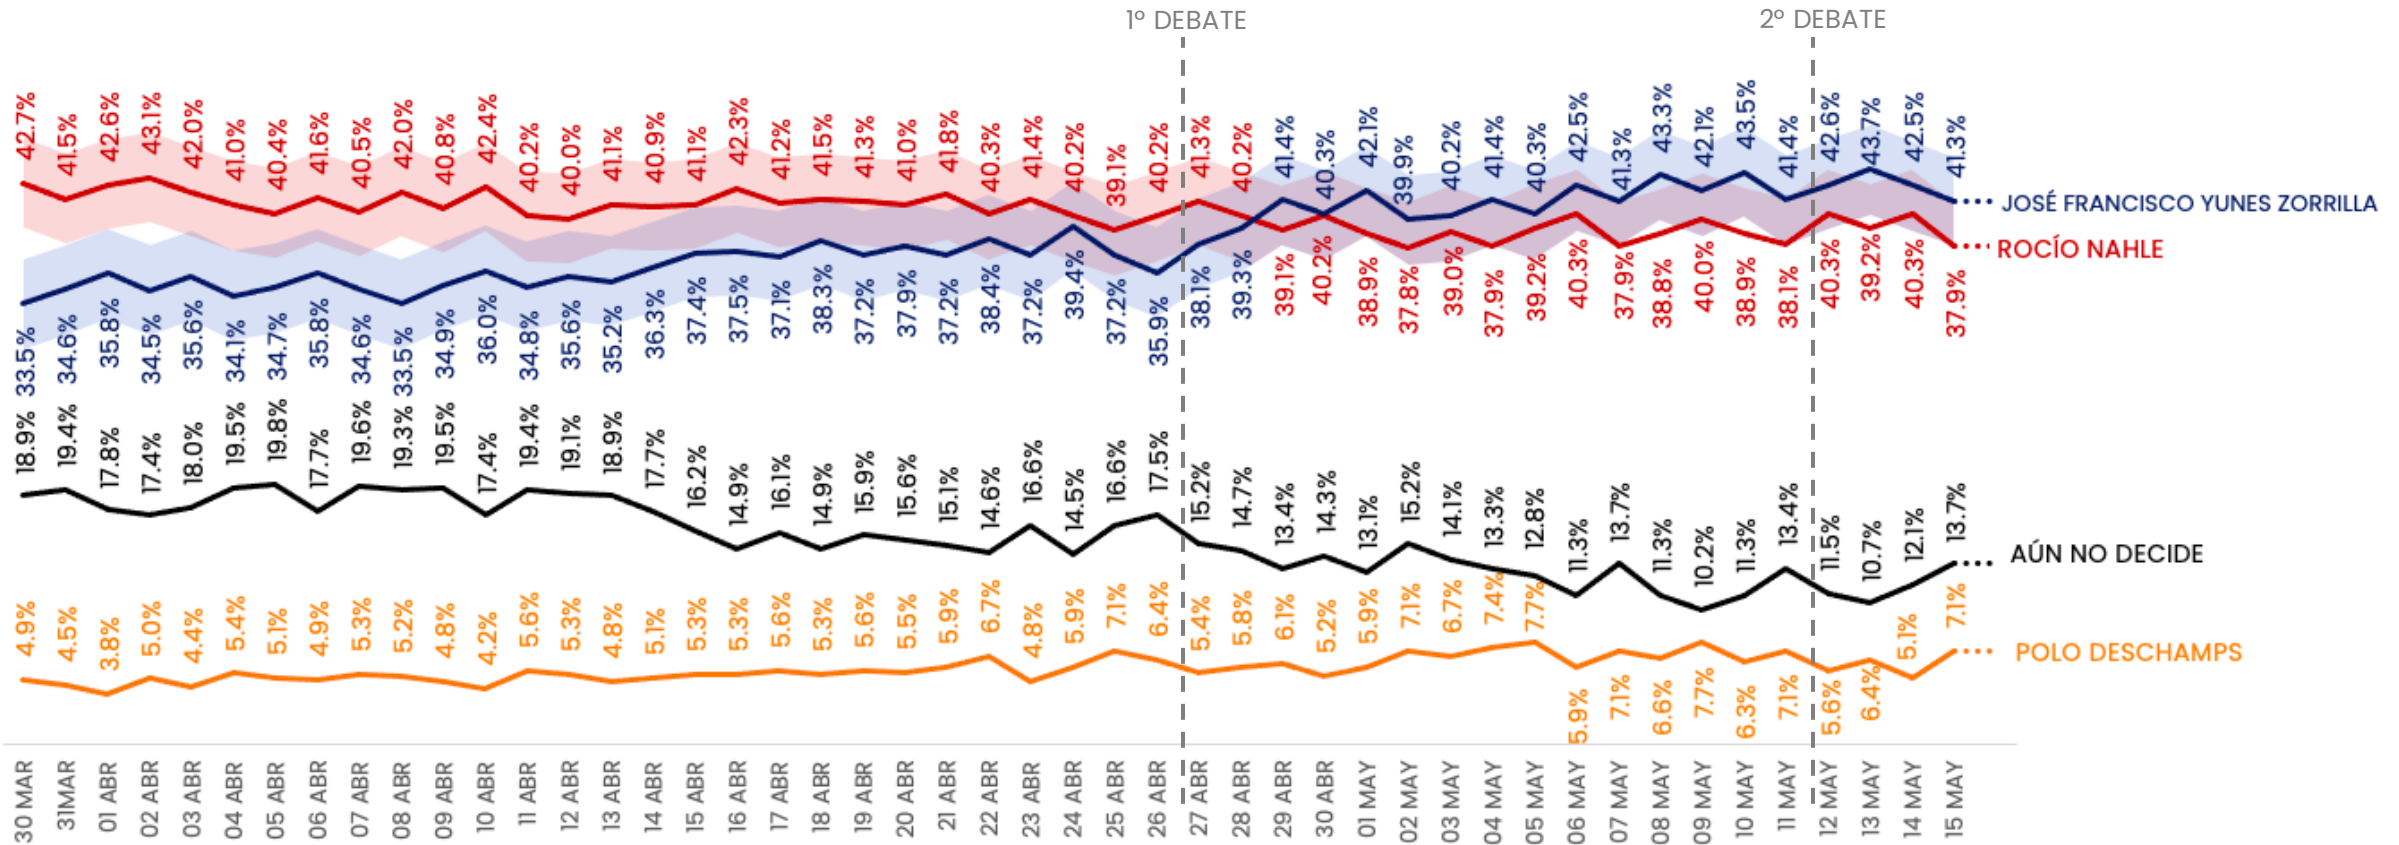 1º DEBATE
2º DEBATE
42.7% 41.5% 42.6% 43.1% 42.0% 41.0% 40.4% 41.6% 40.5% 42.0% 40.8% 42.4% 40.2% 40.0% 41.1% 40.9% 41.1% 42.3% 41.2% 41.5% 41.3% 41.0% 41.8% 40.3% 41.4% 40.2% 39.1% 40.2% 41.3% 40.2% 41.4% 40.3% 42.1% 39.9% 40.2% 41.4% 40.3% 42.5% 41.3% 43.3% 42.1% 43.5% 41.4% 42.6% 43.7% 42.5% 41.3%
JOSÉ FRANCISCO YUNES ZORRILLA
ROCÍO NAHLE
33.5% 34.6% 35.8% 34.5% 35.6% 34.1% 34.7% 35.8% 34.6% 33.5% 34.9% 36.0% 34.8% 35.6% 35.2% 36.3% 37.4% 37.5% 37.1% 38.3% 37.2% 37.9% 37.2% 38.4% 37.2% 39.4% 37.2% 35.9% 38.1% 39.3% 39.1% 40.2% 38.9% 37.8% 39.0% 37.9% 39.2% 40.3% 37.9% 38.8% 40.0% 38.9% 38.1% 40.3% 39.2% 40.3% 37.9%
18.9% 19.4% 17.8% 17.4% 18.0% 19.5% 19.8% 17.7% 19.6% 19.3% 19.5% 17.4% 19.4% 19.1% 18.9% 17.7% 16.2% 14.9% 16.1% 14.9% 15.9% 15.6% 15.1% 14.6% 16.6% 14.5% 16.6% 17.5% 15.2% 14.7% 13.4% 14.3% 13.1% 15.2% 14.1% 13.3% 12.8% 11.3% 13.7% 11.3% 10.2% 11.3% 13.4% 11.5% 10.7% 12.1% 13.7%
AÚN NO DECIDE
4.9% 4.5% 3.8% 5.0% 4.4% 5.4% 5.1% 4.9% 5.3% 5.2% 4.8% 4.2% 5.6% 5.3% 4.8% 5.1% 5.3% 5.3% 5.6% 5.3% 5.6% 5.5% 5.9% 6.7% 4.8% 5.9% 7.1% 6.4% 5.4% 5.8% 6.1% 5.2% 5.9% 7.1% 6.7% 7.4% 7.7% 5.9% 7.1% 6.6% 7.7% 6.3% 7.1% 5.6% 6.4% 5.1% 7.1%
POLO DESCHAMPS
30 MAR 31MAR 01 ABR 02 ABR 03 ABR 04 ABR 05 ABR 06 ABR 07 ABR 08 ABR 09 ABR 10 ABR 11 ABR 12 ABR 13 ABR 14 ABR 15 ABR 16 ABR 17 ABR 18 ABR 19 ABR 20 ABR 21 ABR 22 ABR 23 ABR 24 ABR 25 ABR 26 ABR 27 ABR 28 ABR 29 ABR 30 ABR 01 MAY 02 MAY 03 MAY 04 MAY 05 MAY 06 MAY 07 MAY 08 MAY 09 MAY 10 MAY 11 MAY 12 MAY 13 MAY 14 MAY 15 MAY